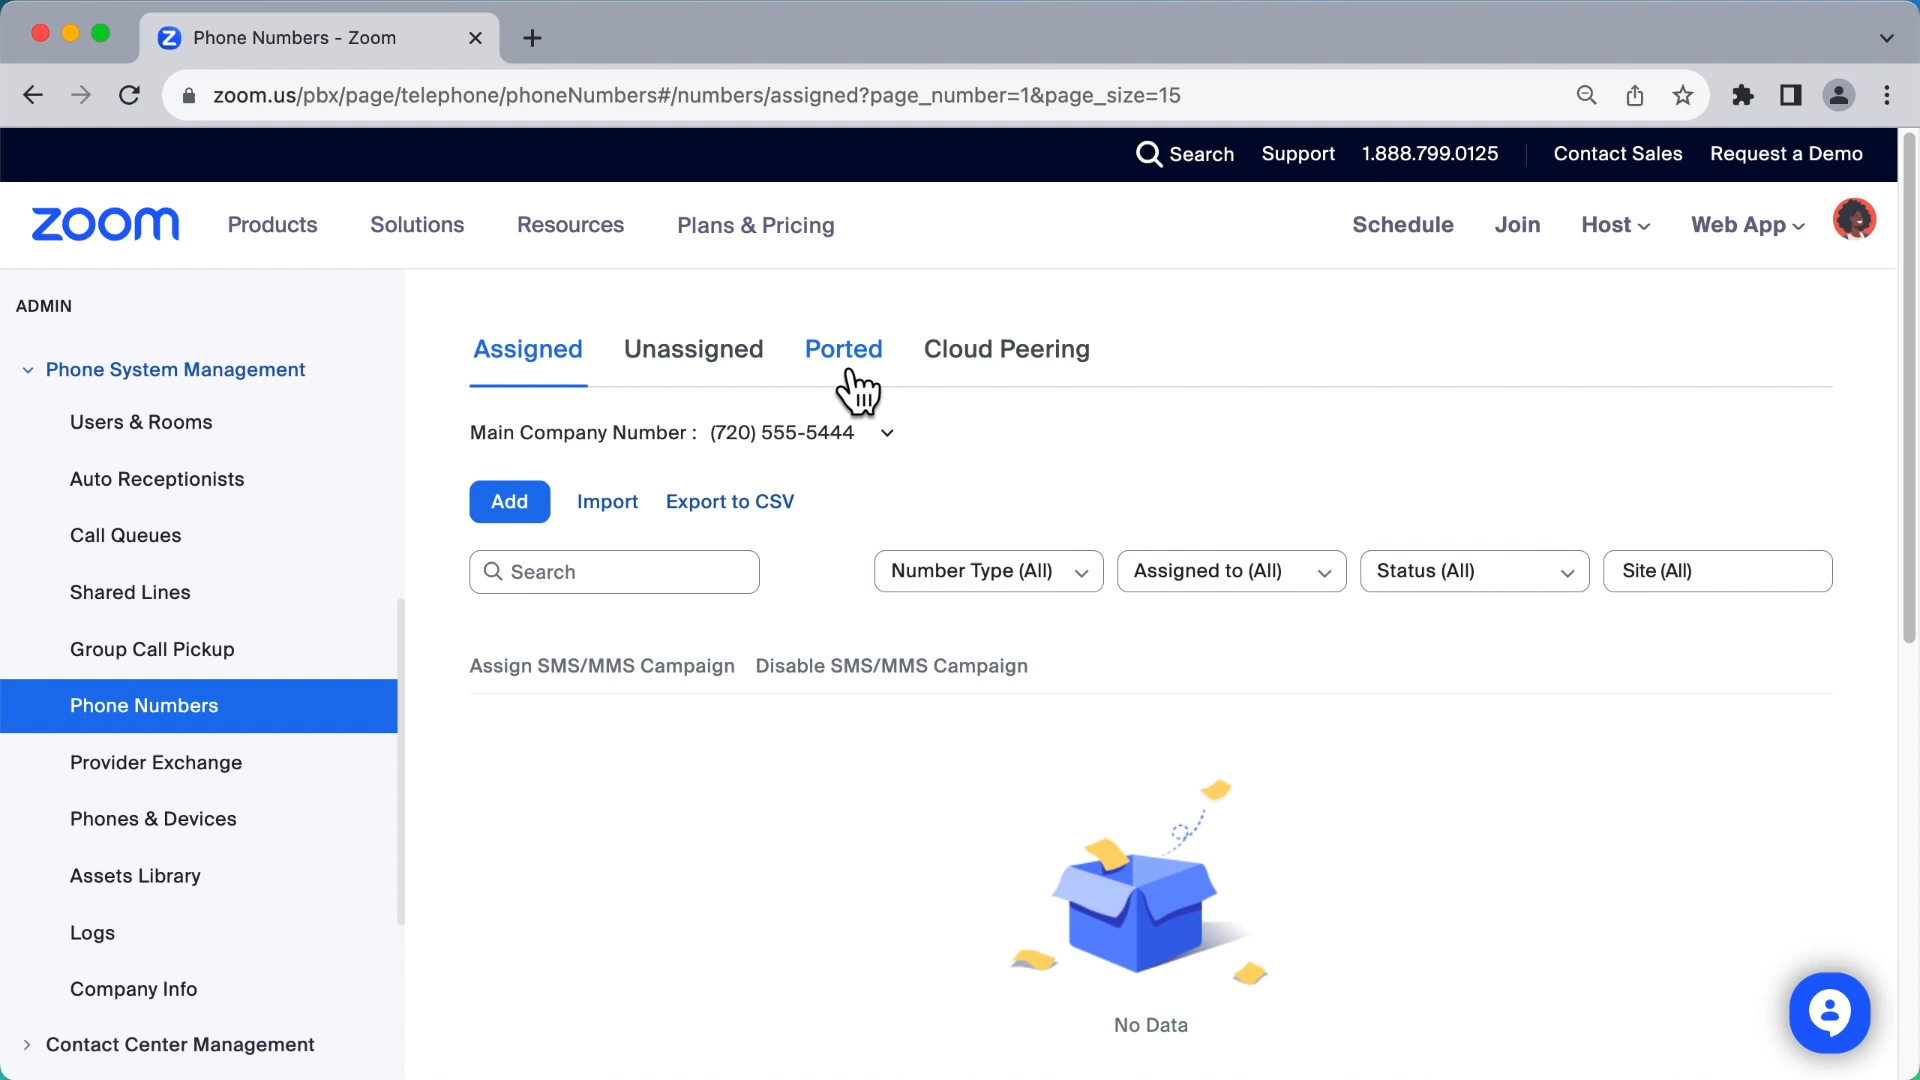 Phone Numbers - Zoom
zoom.us/pbx/page/telephone/phoneNumbers#/numbers/assigned?page_number=1&page_size=15
Search Support 1.888.799.0125 Contact Sales Request a Demo
zoom Products Solutions Resources Plans & Pricing Schedule Join Host Web App
ADMIN
Phone System Management
Users & Rooms
Auto Receptionists
Call Queues
Shared Lines
Group Call Pickup
Phone Numbers
Provider Exchange
Phones & Devices
Assets Library
Logs
Company Info
Contact Center Management
Assigned Unassigned Ported Cloud Peering
Main Company Number : (720) 555-5444
Add Import Export to CSV
Search Number Type (All) Assigned to (All) Status (All) Site (All)
Assign SMS/MMS Campaign Disable SMS/MMS Campaign
No Data